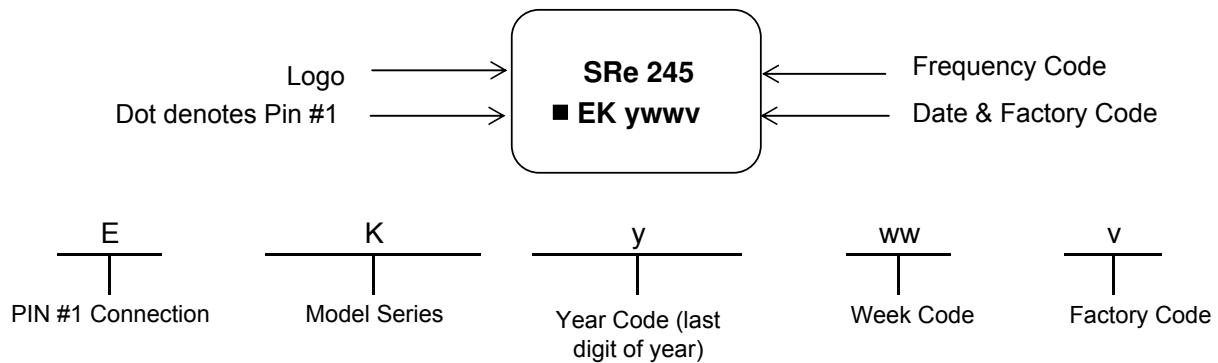 SRe 245
■ EK ywwv
Logo
Dot denotes Pin #1
Frequency Code
Date & Factory Code
E K y ww v
PIN #1 Connection
Model Series
Year Code (last
digit of year)
Week Code
Factory Code